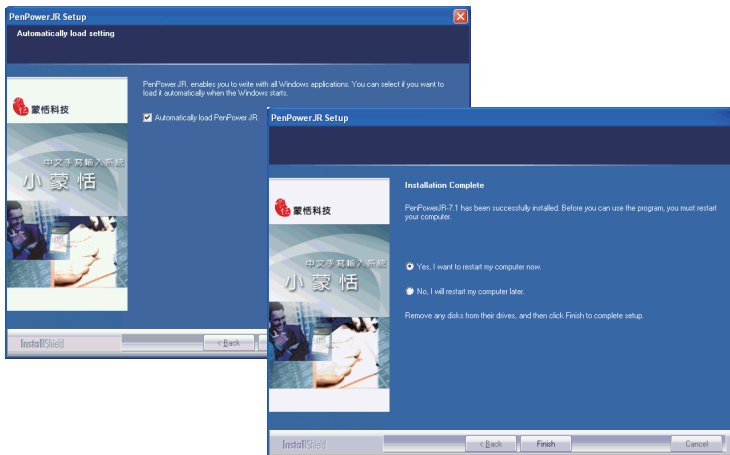 PenPowerJR Setup
Automatically load setting
PenPower JR. enables you to write with all Windows applications. You can select if you want to
load it automatically when the Windows
starts.
Automatically load PenPower JR.
蒙恬科技
中文手寫輸入系統
小蒙恬
InstallShield
< Back
PenPowerJR Setup
Installation Complete
PenPowerJR-7.1 has been successfully installed. Before you can use the program, you must restart
your computer.
Yes, I want to restart my computer now.
No, I will restart my computer later.
Remove any disks from their drives, and then click Finish to complete setup.
蒙恬科技
中文手寫輸入系統
小蒙恬
InstallShield
< Back
Finish
Cancel